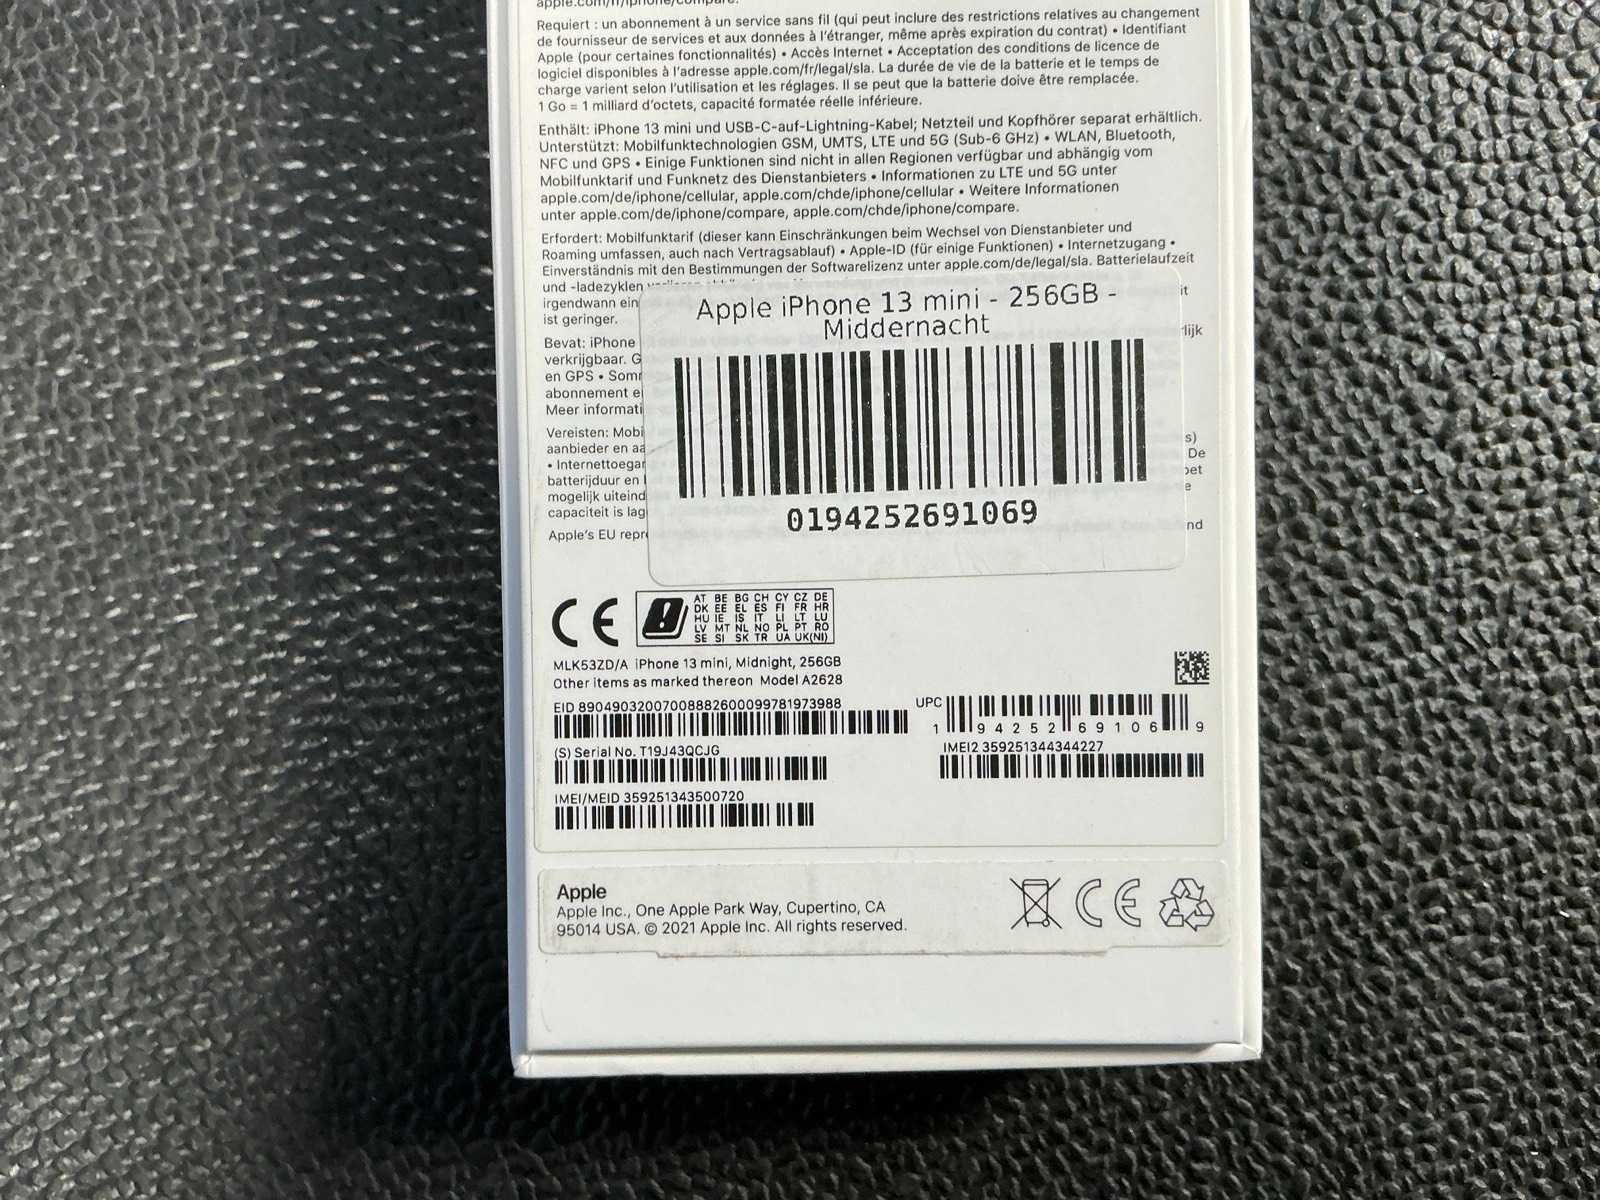 apple.com/fr/iphone/compare.
Requiert : un abonnement à un service sans fil (qui peut inclure des restrictions relatives au changement
de fournisseur de services et aux données à l'étranger, même après expiration du contrat) • Identifiant
Apple (pour certaines fonctionnalités) • Accès Internet • Acceptation des conditions de licence de
logiciel disponibles à l'adresse apple.com/fr/legal/sla. La durée de vie de la batterie et le temps de
charge varient selon l'utilisation et les réglages. Il se peut que la batterie doive être remplacée.
1 Go = 1 milliard d'octets, capacité formatée réelle inférieure.
Enthält: iPhone 13 mini und USB-C-auf-Lightning-Kabel; Netzteil und Kopfhörer separat erhältlich.
Unterstützt: Mobilfunktechnologien GSM, UMTS, LTE und 5G (Sub-6 GHz) • WLAN, Bluetooth,
NFC und GPS • Einige Funktionen sind nicht in allen Regionen verfügbar und abhängig vom
Mobilfunktarif und Funknetz des Dienstanbieters • Informationen zu LTE und 5G unter
apple.com/de/iphone/cellular, apple.com/chde/iphone/cellular • Weitere Informationen
unter apple.com/de/iphone/compare, apple.com/chde/iphone/compare.
Erfordert: Mobilfunktarif (dieser kann Einschränkungen beim Wechsel von Dienstanbieter und
Roaming umfassen, auch nach Vertragsablauf) • Apple-ID (für einige Funktionen) • Internetzugang •
Einverständnis mit den Bestimmungen der Softwarelizenz unter apple.com/de/legal/sla. Batterielaufzeit
und -ladezyklen
irgendwann ein
ist geringer.
Bevat: iPhone
verkrijgbaar. G
en GPS • Som
abonnement e
Meer informati
Vereisten: Mobi
aanbieder en aa
• Internettoegan
batterijduur en
mogelijk uiteind
capaciteit is lag
Apple's EU repr
Apple iPhone 13 mini - 256GB -
Middernacht
0194252691069
CE
AT BE BG CH CY CZ DE
DK EE EL ES FI FR HR
HU IE IS IT LI LT LU
LV MT NL NO PL PT RO
SE SI SK TR UA UK(NI)
MLK53ZD/A iPhone 13 mini, Midnight, 256GB
Other items as marked thereon Model A2628
EID 89049032007008882600099781973988
UPC
1 94252 69106 9
(S) Serial No. T19J43QCJG
IMEI2 359251344344227
IMEI/MEID 359251343500720
Apple
Apple Inc., One Apple Park Way, Cupertino, CA
95014 USA. © 2021 Apple Inc. All rights reserved.
CE